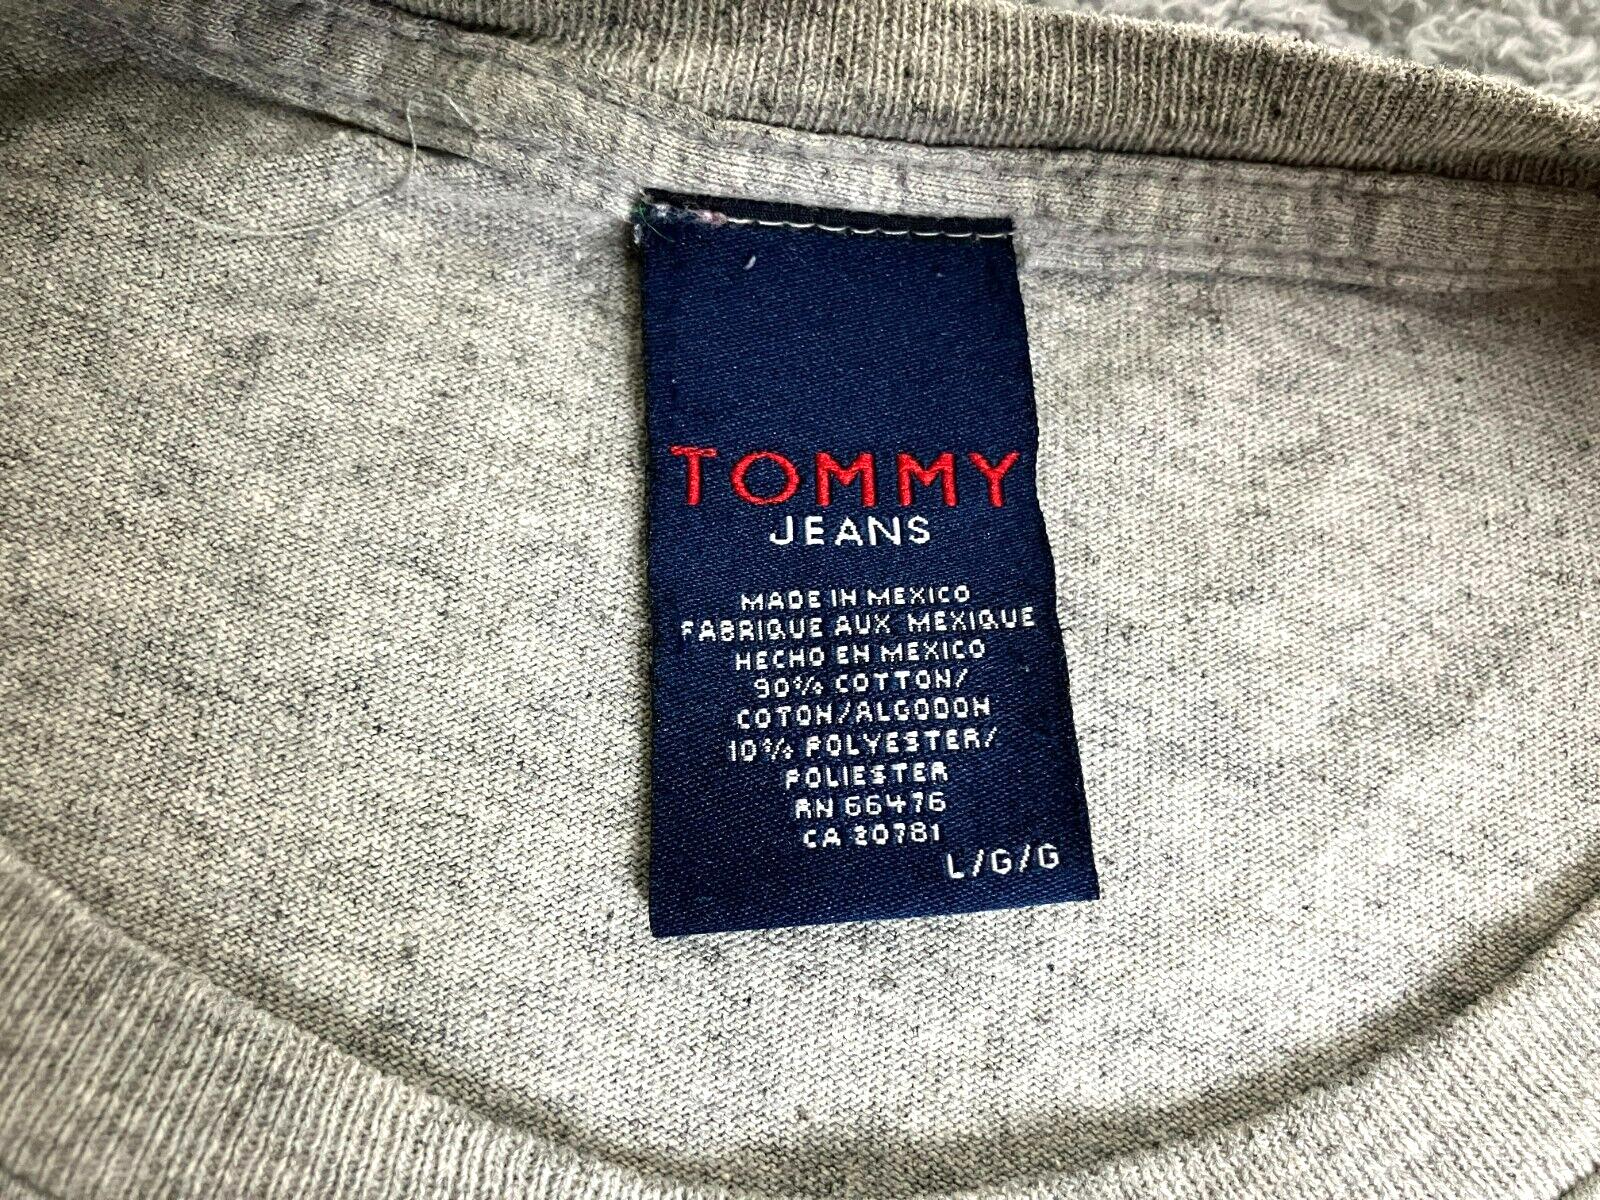 TOMMY
JEANS
MADE IN MEXICO
FABRIQUE AUX MEXIQUE
HECHO EN MEXICO
90% COTTON/
COTON/ALGODON
10% POLYESTER/
POLIESTER
RN 66476
CA 20781
L/G/G